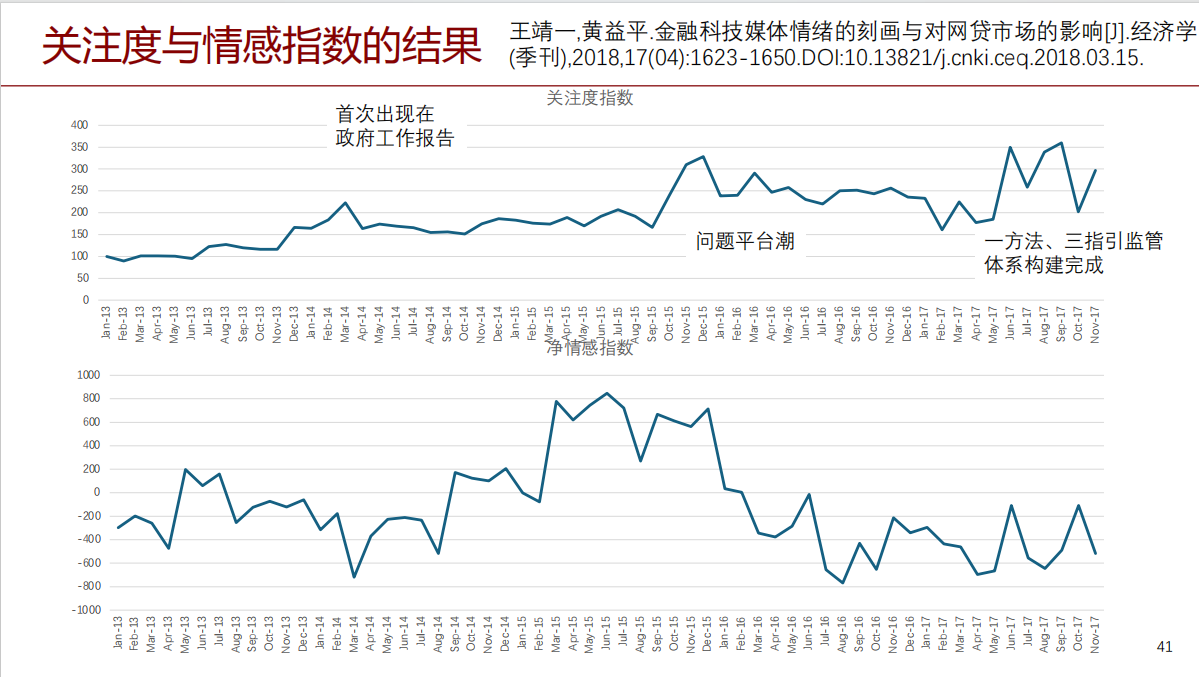 关注度与情感指数的结果
王靖一,黄益平.金融科技媒体情绪的刻画与对网贷市场的影响[J].经济学
(季刊),2018,17(04):1623-1650.DOI:10.13821/j.cnki.ceq.2018.03.15.
关注度指数
首次出现在
政府工作报告
400
350
300
250
200
150
100
50
0
问题平台潮
一方法、三指引监管
体系构建完成
Jan-13 Feb-13 Mar-13 Apr-13 May-13 Jun-13 Jul-13 Aug-13 Sep-13 Oct-13 Nov-13 Dec-13 Jan-14 Feb-14 Mar-14 Apr-14 May-14 Jun-14 Jul-14 Aug-14 Sep-14 Oct-14 Nov-14 Dec-14 Jan-15 Feb-15 Mar-15 Apr-15 May-15 Jun-15 Jul-15 Aug-15 Sep-15 Oct-15 Nov-15 Dec-15 Jan-16 Feb-16 Mar-16 Apr-16 May-16 Jun-16 Jul-16 Aug-16 Sep-16 Oct-16 Nov-16 Dec-16 Jan-17 Feb-17 Mar-17 Apr-17 May-17 Jun-17 Jul-17 Aug-17 Sep-17 Oct-17 Nov-17
净情感指数
1000
800
600
400
200
0
-200
-400
-600
-800
-1000
Jan-13 Feb-13 Mar-13 Apr-13 May-13 Jun-13 Jul-13 Aug-13 Sep-13 Oct-13 Nov-13 Dec-13 Jan-14 Feb-14 Mar-14 Apr-14 May-14 Jun-14 Jul-14 Aug-14 Sep-14 Oct-14 Nov-14 Dec-14 Jan-15 Feb-15 Mar-15 Apr-15 May-15 Jun-15 Jul-15 Aug-15 Sep-15 Oct-15 Nov-15 Dec-15 Jan-16 Feb-16 Mar-16 Apr-16 May-16 Jun-16 Jul-16 Aug-16 Sep-16 Oct-16 Nov-16 Dec-16 Jan-17 Feb-17 Mar-17 Apr-17 May-17 Jun-17 Jul-17 Aug-17 Sep-17 Oct-17 Nov-17
41